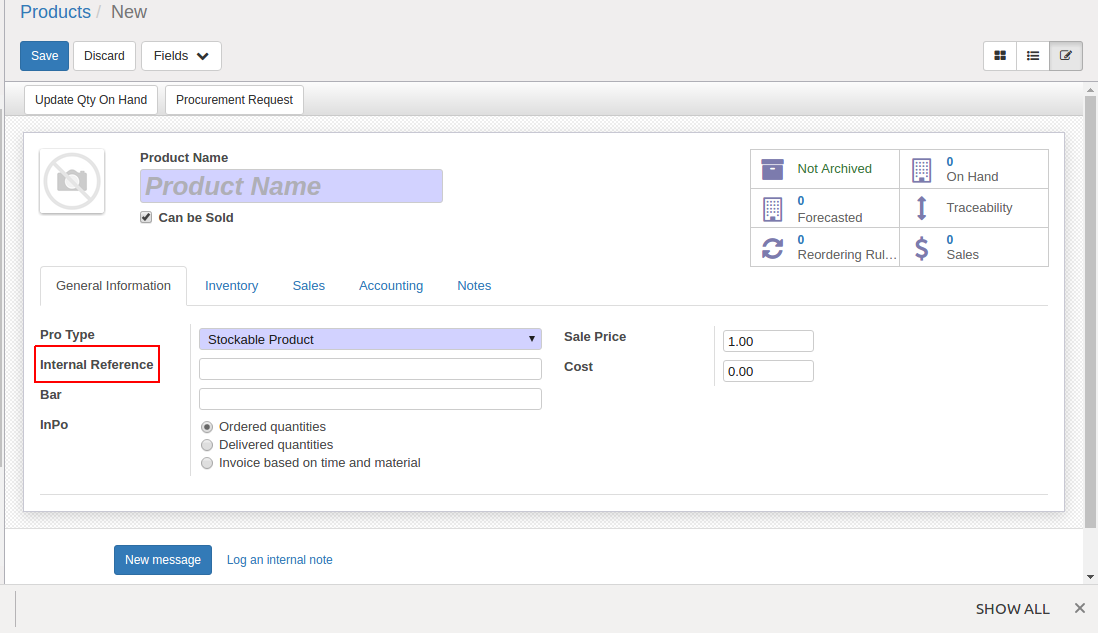 Products / New
Save Discard Fields
Update Qty On Hand Procurement Request
Product Name
Product Name
Can be Sold
Not Archived
0
On Hand
0
Forecasted
Traceability
0
Reordering Rul...
0
Sales
General Information Inventory Sales Accounting Notes
Pro Type Stockable Product
Internal Reference
Bar
InPo Ordered quantities
Delivered quantities
Invoice based on time and material
Sale Price 1.00
Cost 0.00
New message Log an internal note
SHOW ALL